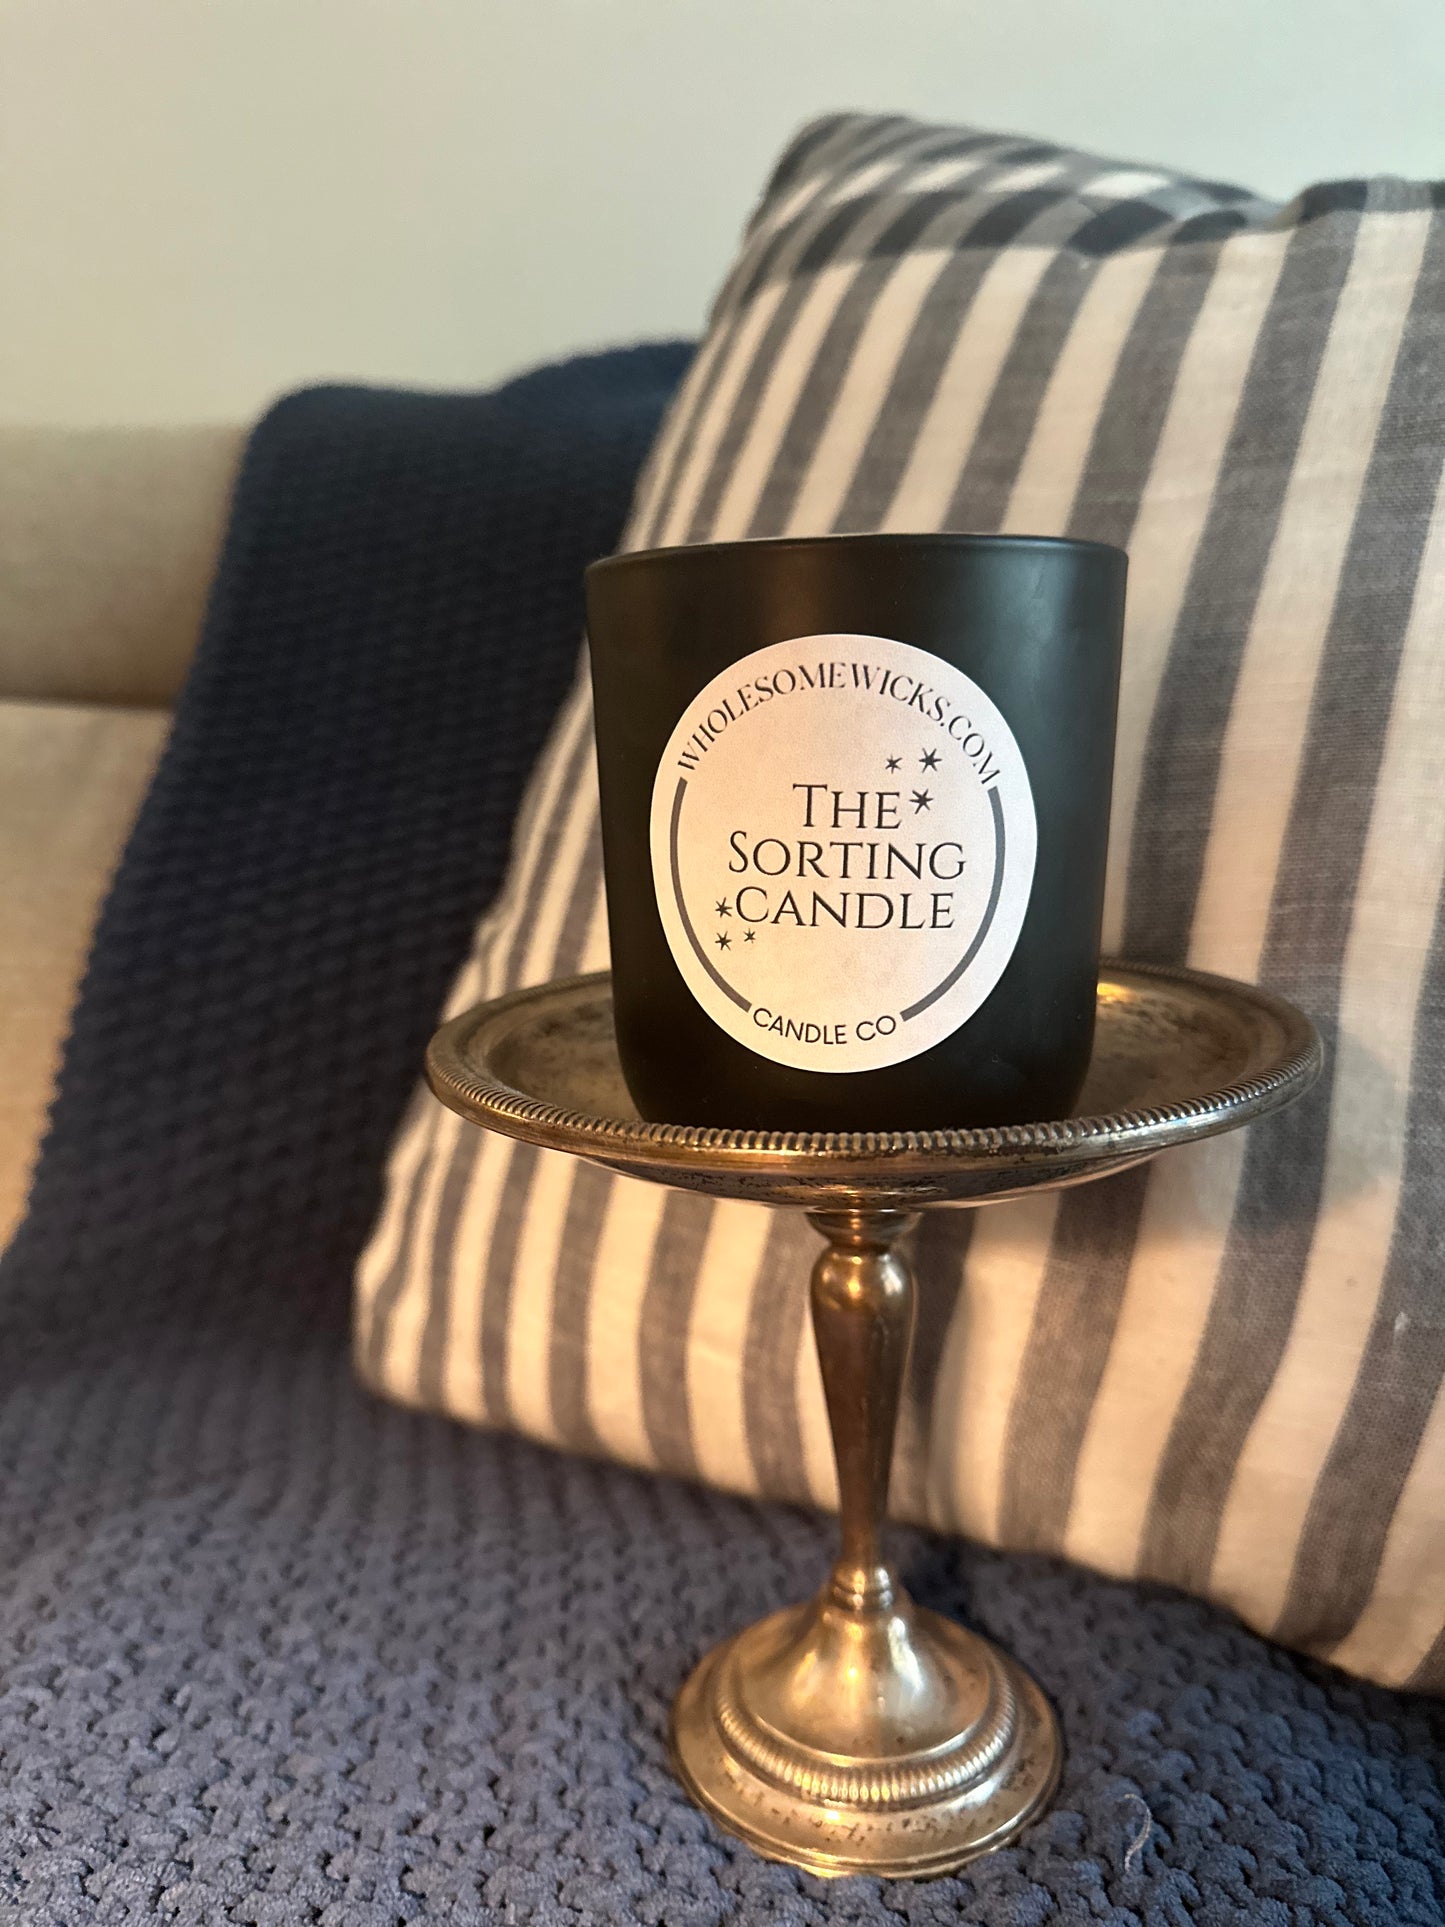 WHOLESOMEWICKS.COM
THE
SORTING
CANDLE
CANDLE CO